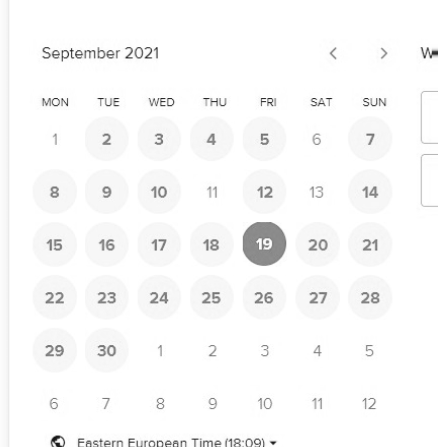 September 2021
MON TUE WED THU FRI SAT SUN
1 2 3 4 5 6 7
8 9 10 11 12 13 14
15 16 17 18 19 20 21
22 23 24 25 26 27 28
29 30 1 2 3 4 5
6 7 8 9 10 11 12
Eastern European Time (18:09)